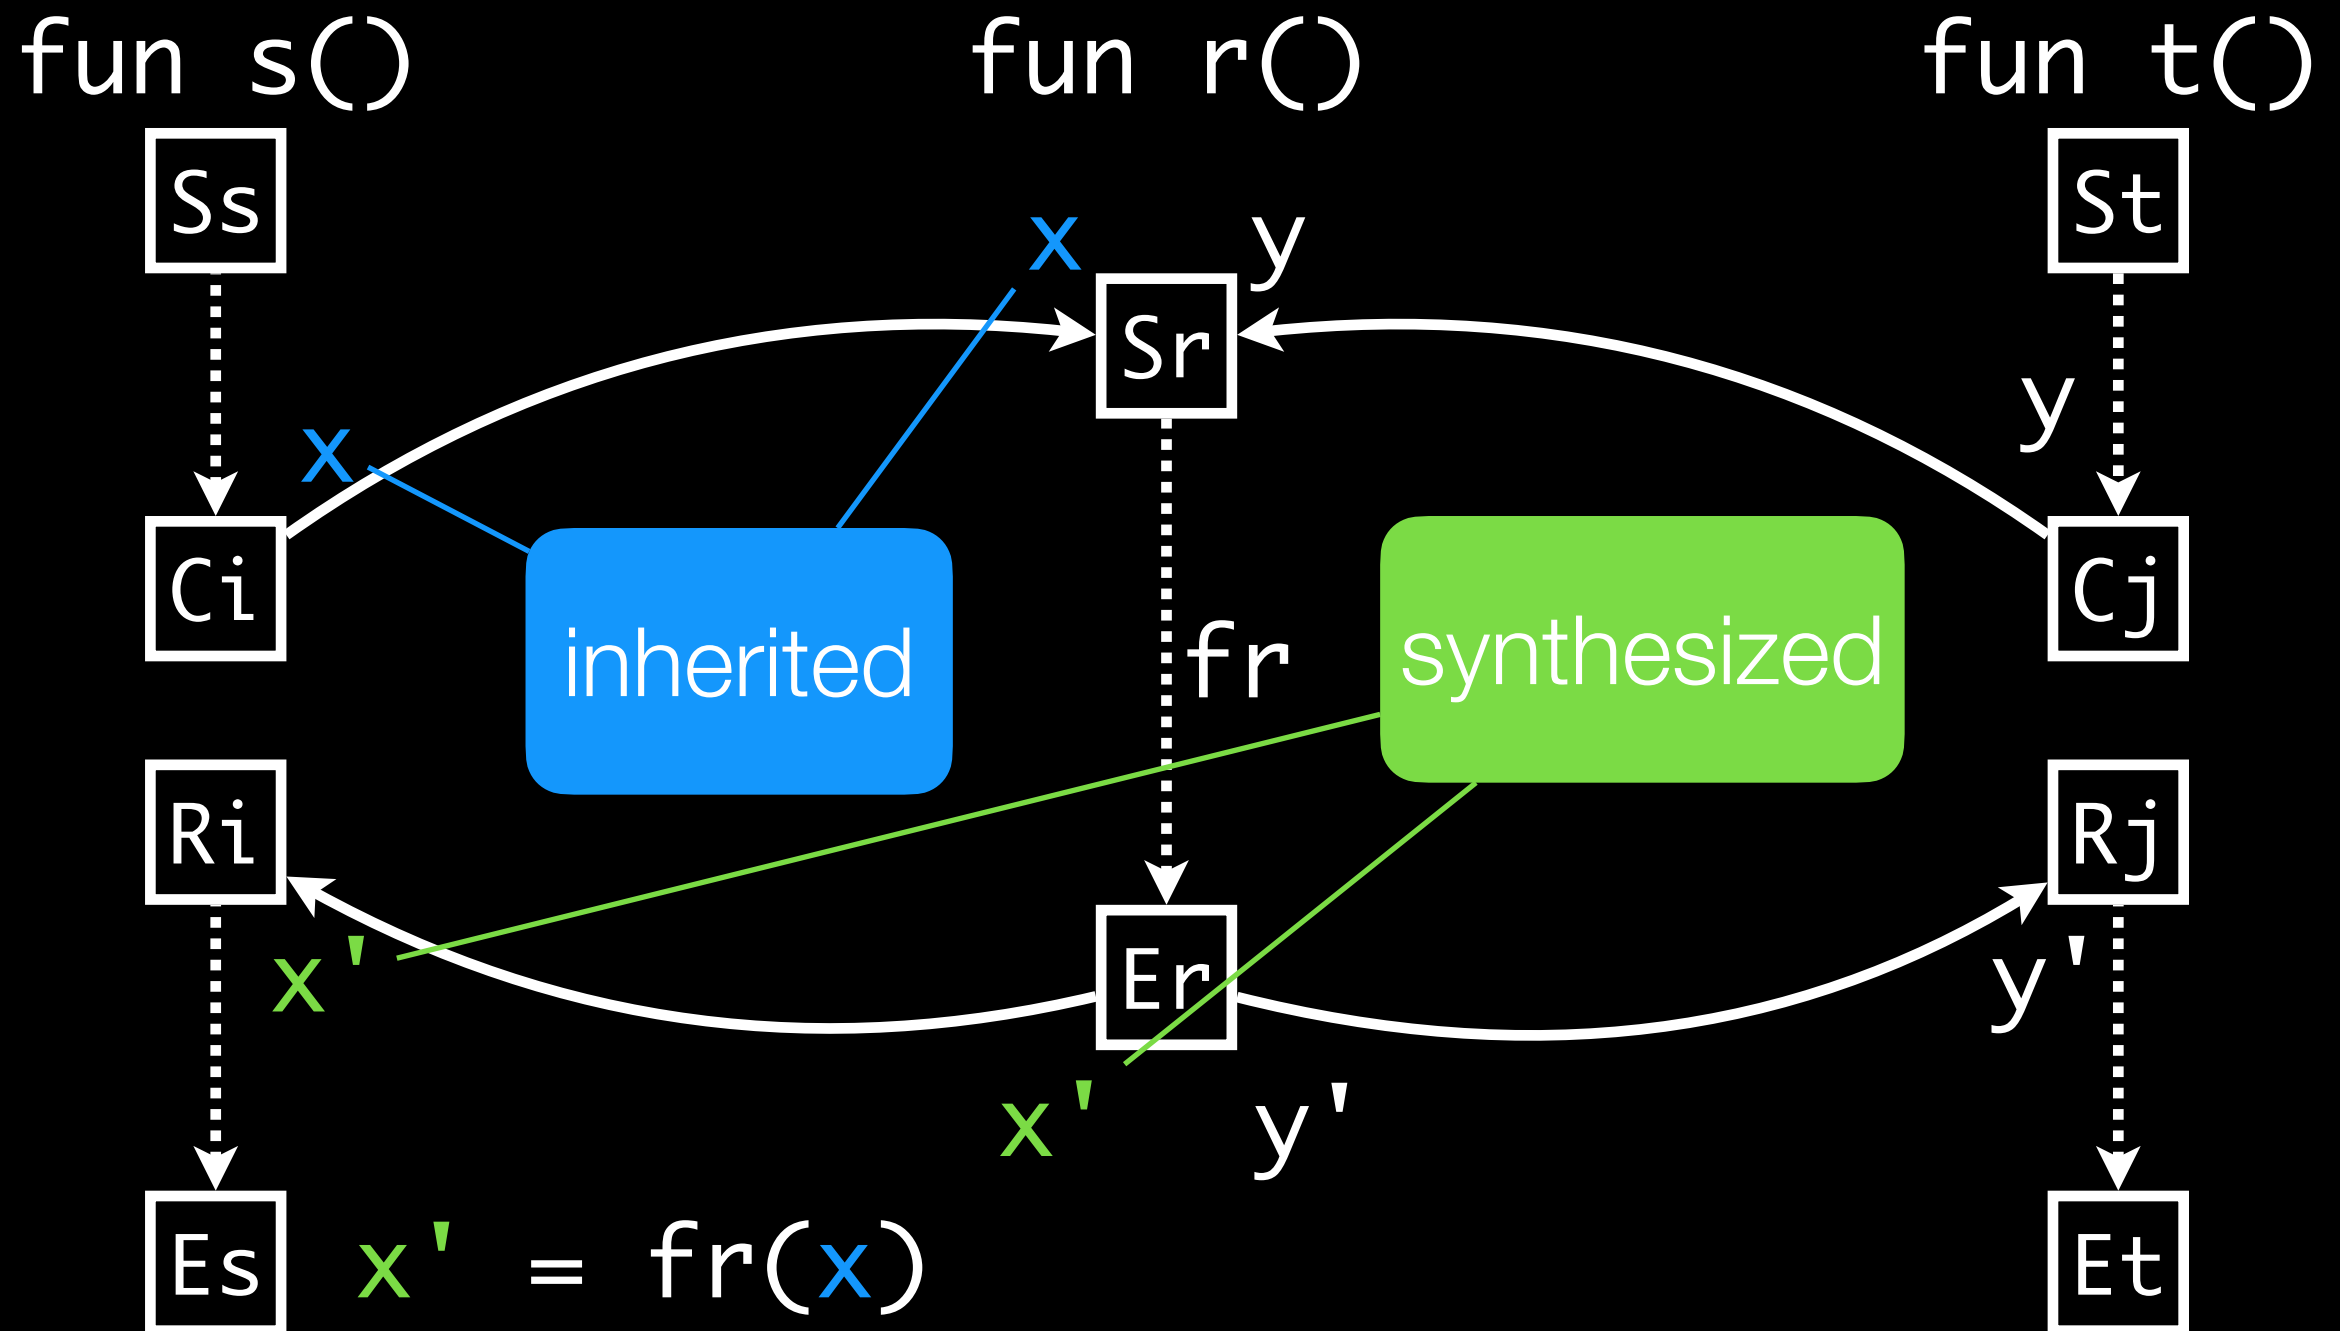 fun s()
fun r()
fun t()
Ss
St
x
y
Sr
y
x
Ci
inherited
fr
synthesized
Cj
Ri
Rj
x'
Er
y'
x'
y'
Es
x' = fr(x)
Et